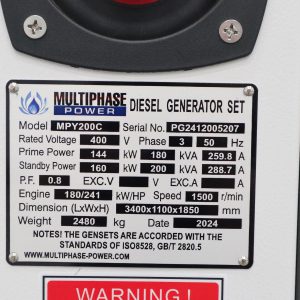 MULTIPHASE
POWER
DIESEL GENERATOR SET
Model MPY200C Serial No. PG2412005207
Rated Voltage 400 V Phase 3 50 Hz
Prime Power 144 kW 180 kVA 259.8 A
Standby Power 160 kW 200 kVA 288.7 A
P.F. 0.8 EXC.V V EXC.A A
Engine 180/241 kW/HP Speed 1500 r/min
Dimension (LxWxH) 3400x1100x1850 mm
Weight 2480 kg Date 2024
NOTES! THE GENSETS ARE ACCORDED WITH THE
STANDARDS OF ISO8528, GB/T 2820.5
WWW.MULTIPHASE-POWER.COM
WARNING !